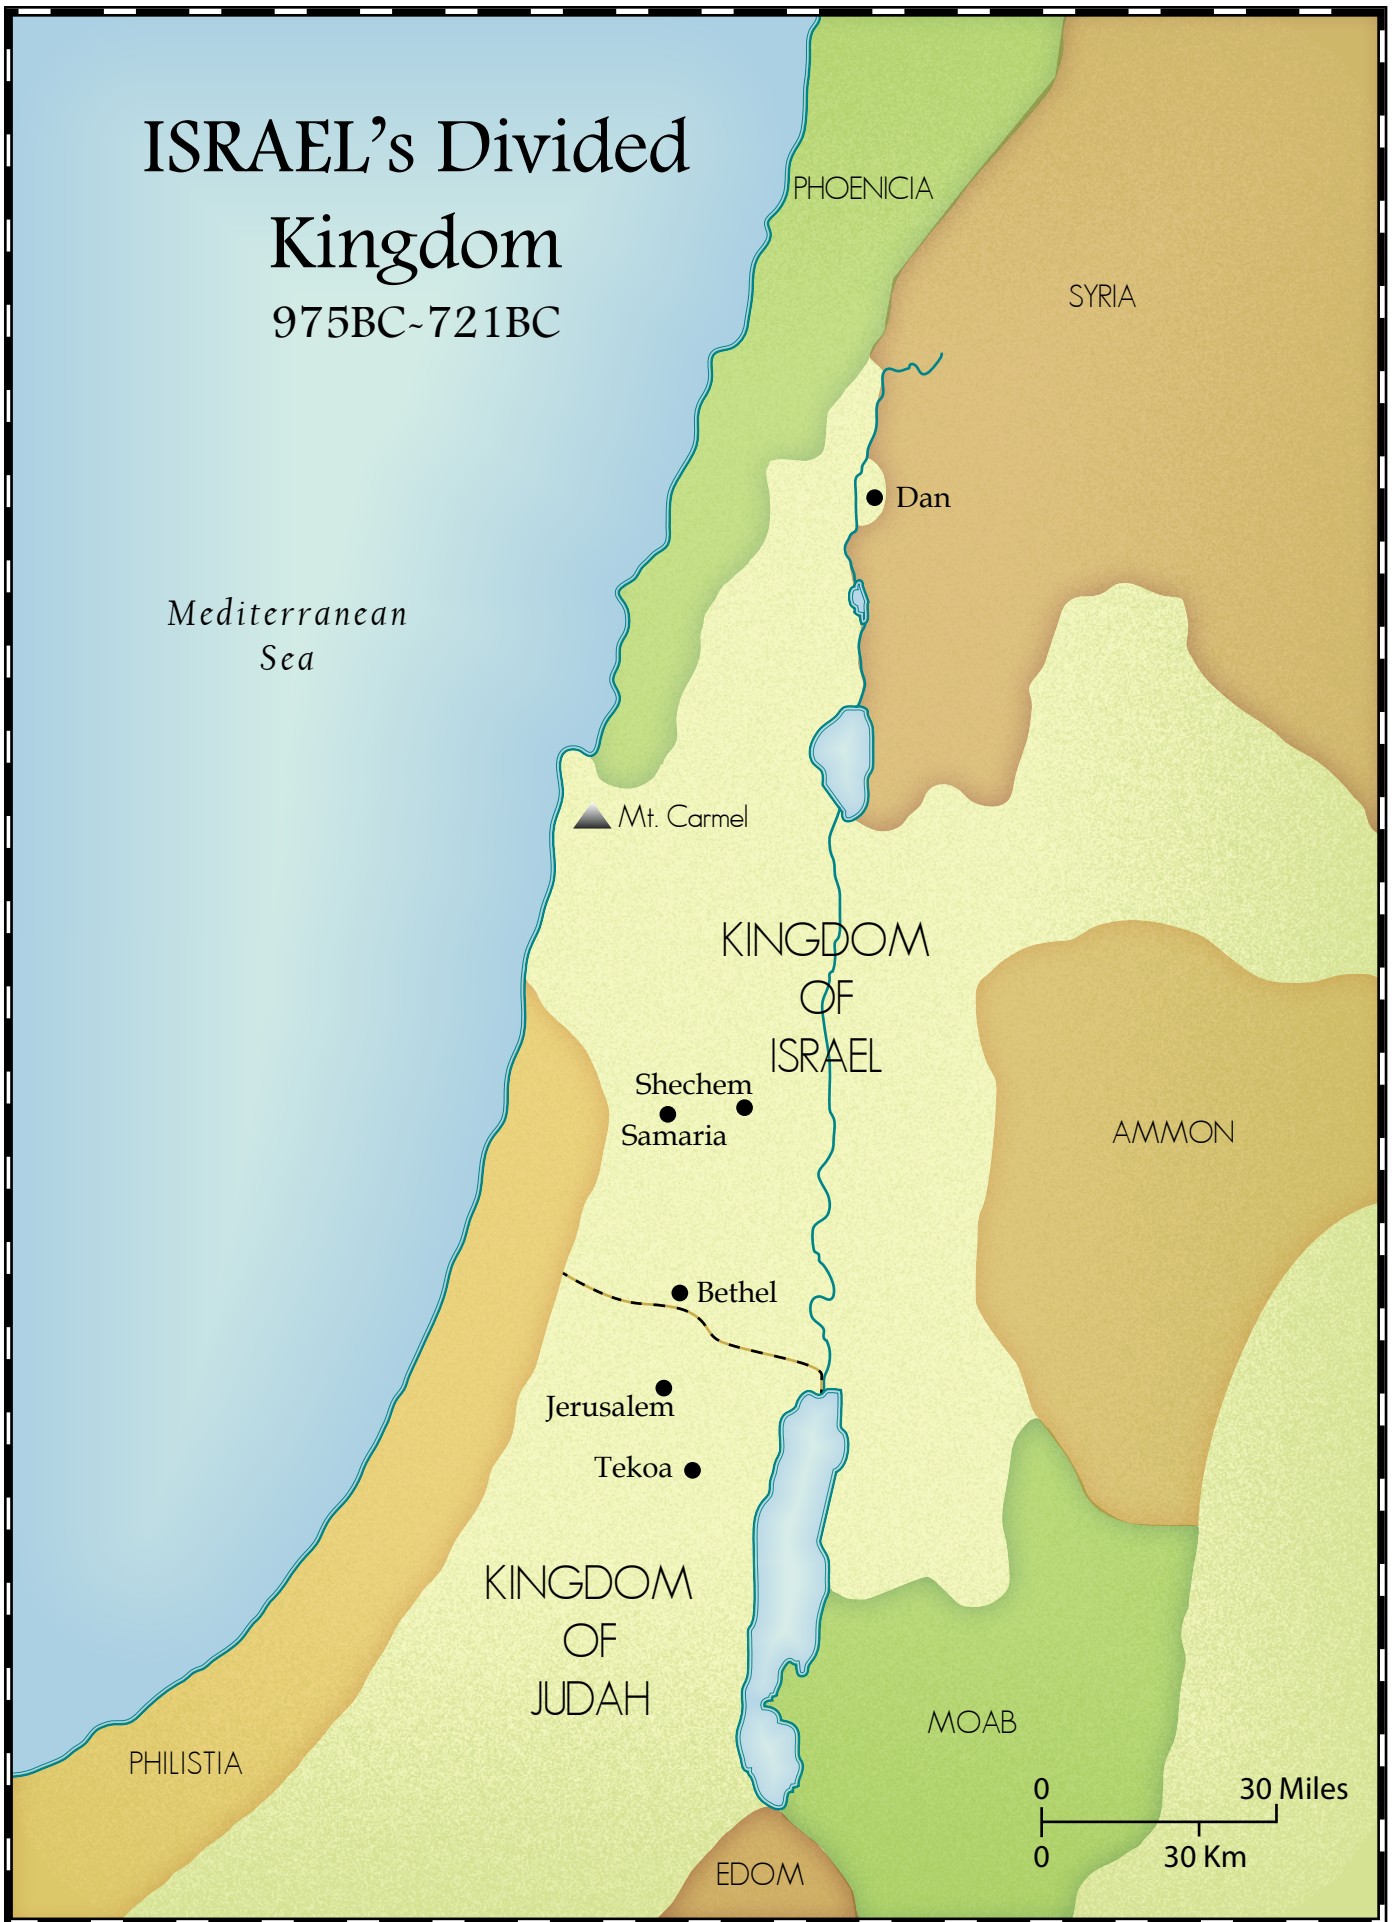 ISRAEL's Divided
Kingdom
975BC~721BC
PHOENICIA
SYRIA
Dan
Mediterranean
Sea
Mt. Carmel
KINGDOM
OF
ISRAEL
Shechem
Samaria
AMMON
Bethel
Jerusalem
Tekoa
KINGDOM
OF
JUDAH
MOAB
PHILISTIA
0 30 Miles
0 30 Km
EDOM